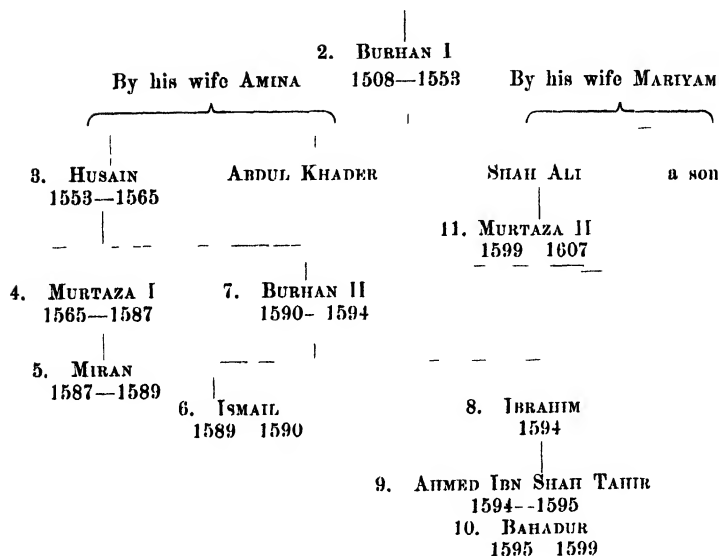 2. BURHAN I
1508—1553
By his wife AMINA
By his wife MARIYAM
3. HUSAIN
1553—1565
ABDUL KHADER
SHAH ALI
a son
11. MURTAZA II
1599 1607
4. MURTAZA I
1565—1587
7. BURHAN II
1590- 1594
5. MIRAN
1587—1589
6. ISMAIL
1589 1590
8. IBRAHIM
1594
9. AHMED IBN SHAH TAHIR
1594--1595
10. BAHADUR
1595 1599